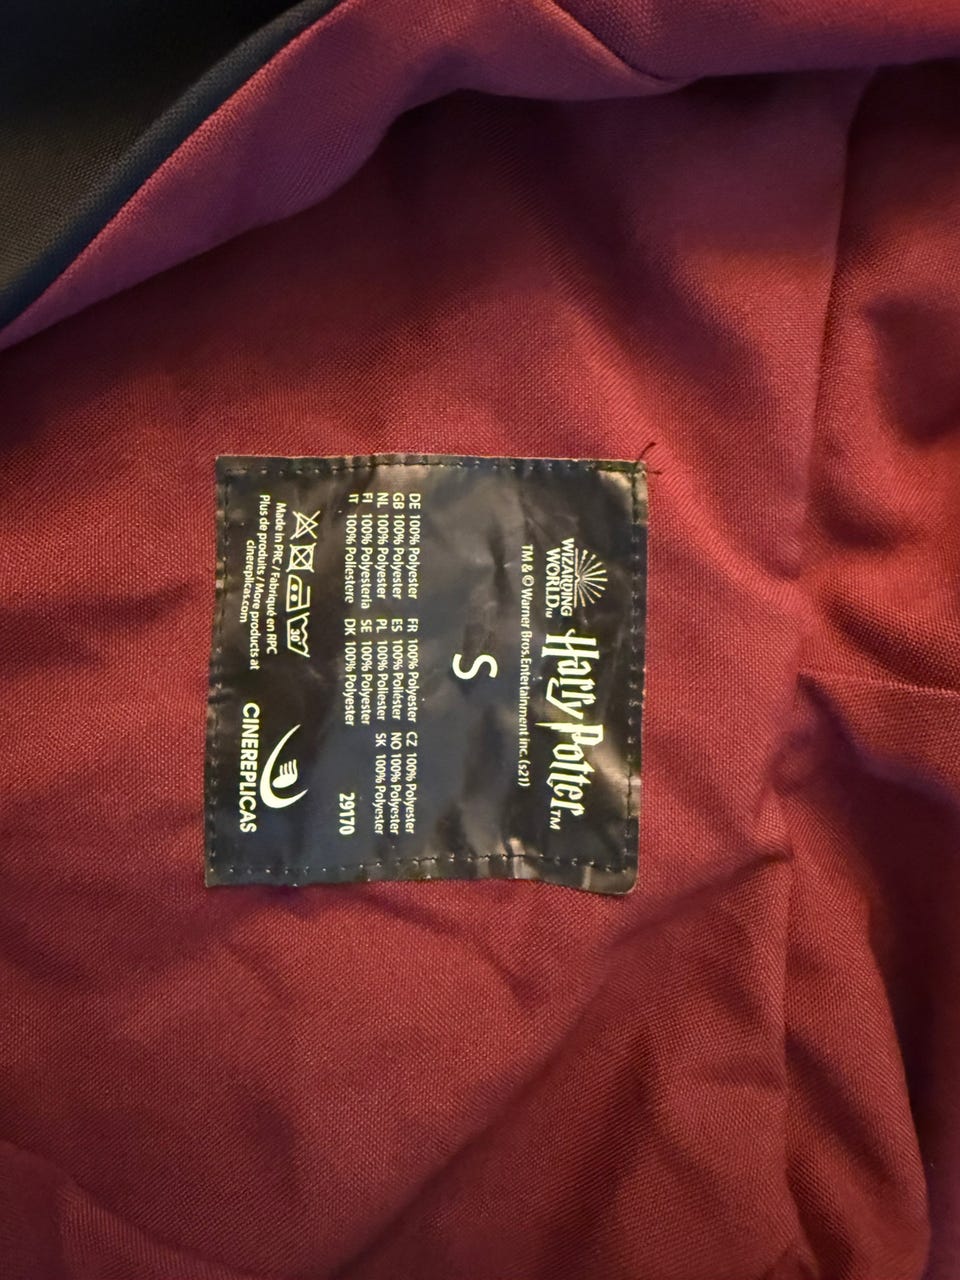 WIZARDING
WORLD™
Harry Potter™
TM & © Warner Bros.Entertainment inc. (s21)
S
DE 100% Polyester FR 100% Polyester CZ 100% Polyester
GB 100% Polyester ES 100% Poliéster NO 100% Polyester
NL 100% Polyester PL 100% Poliester SK 100% Polyester
FI 100% Polyesteria SE 100% Polyester
IT 100% Poliestere DK 100% Polyester
29170
30°
Made in PRC / Fabriqué en RPC
Plus de produits / More products at
cinereplicas.com
CINEREPLICAS